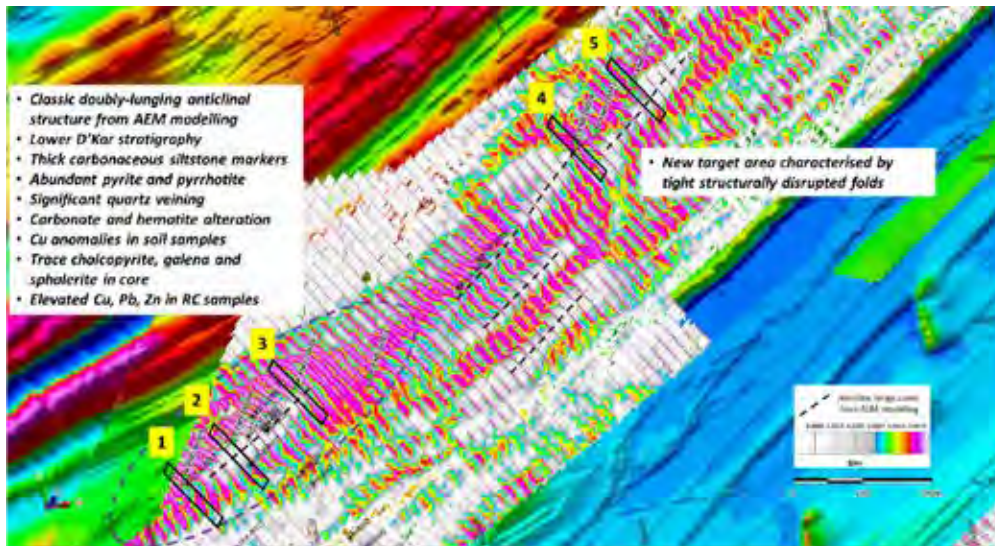 5
4
• Classic doubly-lunging anticlinal
structure from AEM modelling
• Lower D'Kar stratigraphy
• Thick carbonaceous siltstone markers
• Abundant pyrite and pyrrhotite
• Significant quartz veining
• Carbonate and hematite alteration
• Cu anomalies in soil samples
• Trace chalcopyrite, galena and
sphalerite in core
• Elevated Cu, Pb, Zn in RC samples
• New target area characterised by
tight structurally disrupted folds
3
2
1
from AEM modelling